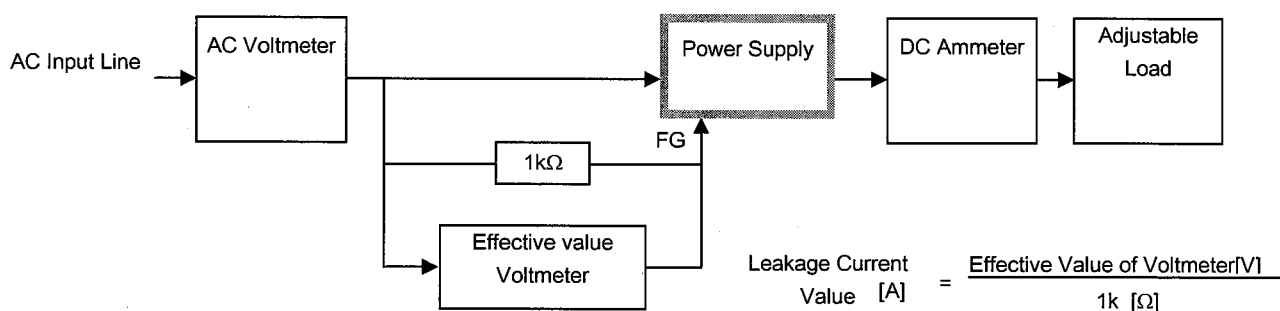 AC Input Line
AC Voltmeter
Power Supply
DC Ammeter
Adjustable
Load
FG
1kΩ
Effective value
Voltmeter
Leakage Current
Value [A]
=
Effective Value of Voltmeter[V]
1k [Ω]